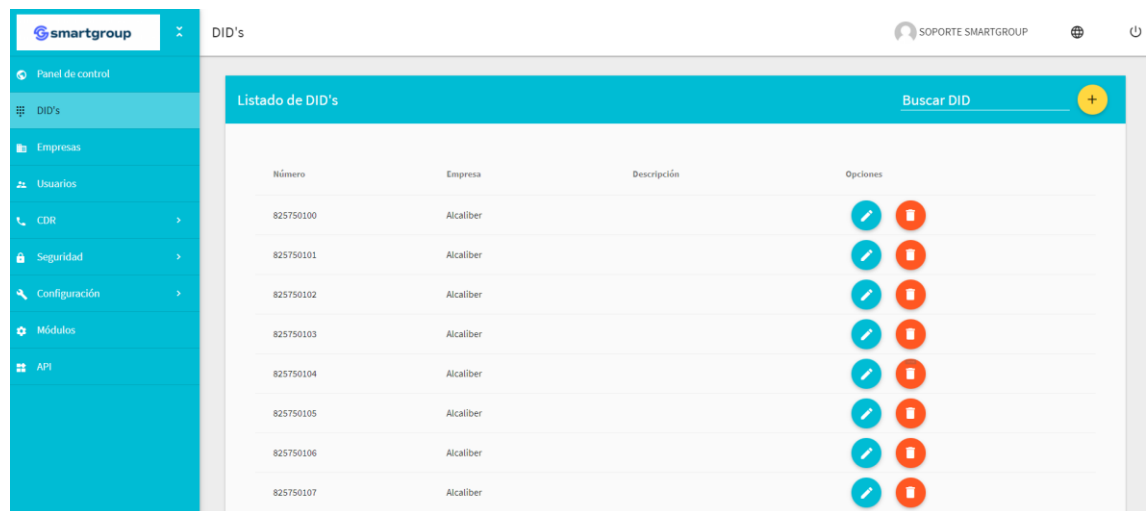 smartgroup
DID's
SOPORTE SMARTGROUP
Panel de control
DID's
Empresas
Usuarios
CDR
Seguridad
Configuración
Módulos
API
Listado de DID's
Buscar DID
Número Empresa Descripción Opciones
825750100 Alcaliber
825750101 Alcaliber
825750102 Alcaliber
825750103 Alcaliber
825750104 Alcaliber
825750105 Alcaliber
825750106 Alcaliber
825750107 Alcaliber